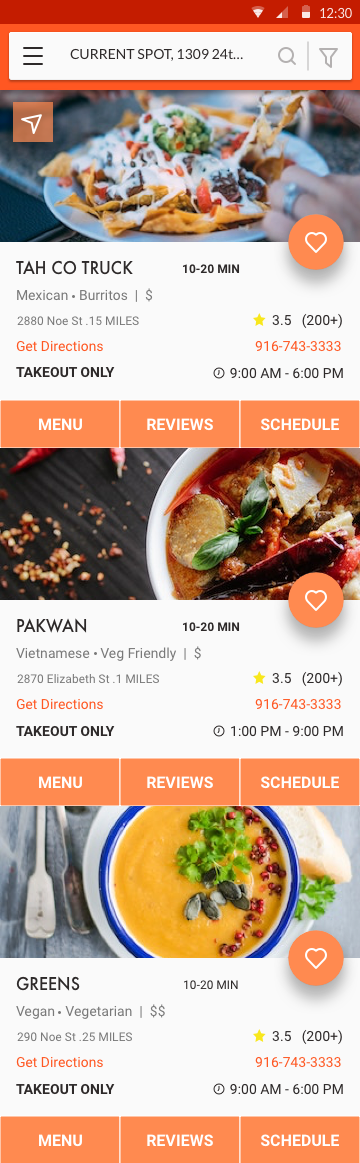 12:30
CURRENT SPOT, 1309 24t...
TAH CO TRUCK 10-20 MIN
Mexican • Burritos | $
2880 Noe St .15 MILES 3.5 (200+)
Get Directions 916-743-3333
TAKEOUT ONLY 9:00 AM - 6:00 PM
MENU REVIEWS SCHEDULE
PAKWAN 10-20 MIN
Vietnamese • Veg Friendly | $
2870 Elizabeth St .1 MILES 3.5 (200+)
Get Directions 916-743-3333
TAKEOUT ONLY 1:00 PM - 9:00 PM
MENU REVIEWS SCHEDULE
GREENS 10-20 MIN
Vegan • Vegetarian | $$
290 Noe St .25 MILES 3.5 (200+)
Get Directions 916-743-3333
TAKEOUT ONLY 9:00 AM - 6:00 PM
MENU REVIEWS SCHEDULE